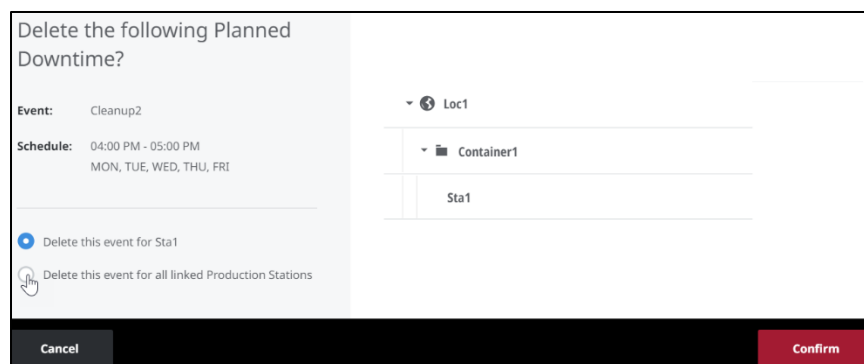 Delete the following Planned
Downtime?
Event: Cleanup2
Schedule: 04:00 PM - 05:00 PM
MON, TUE, WED, THU, FRI
Delete this event for Sta1
Delete this event for all linked Production Stations
Loc1
Container1
Sta1
Cancel
Confirm